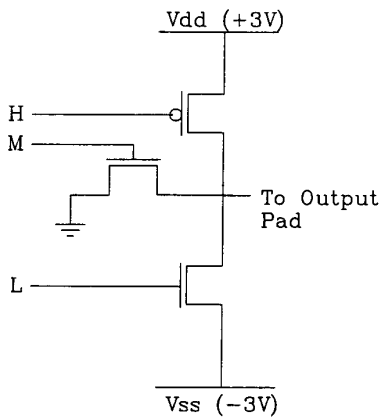 Vdd (+3V)
H
M
To Output
Pad
L
Vss (-3V)